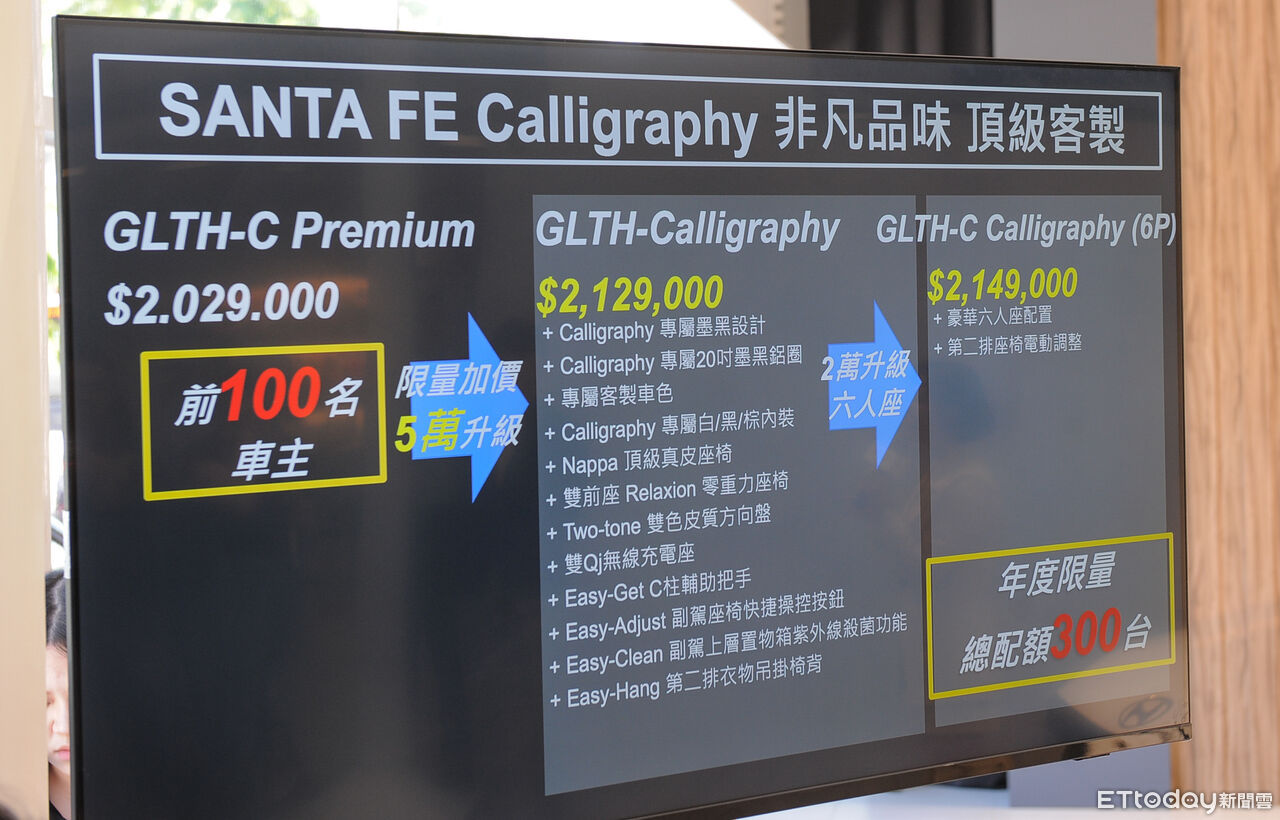 SANTA FE Calligraphy 非凡品味 頂級客製
GLTH-C Premium
$2.029.000
前100名
車主
限量加價
5萬升級
GLTH-Calligraphy
$2,129,000
+ Calligraphy 專屬墨黑設計
+ Calligraphy 專屬20吋墨黑鋁圈
+ 專屬客製車色
+ Calligraphy 專屬白/黑/棕內裝
+ Nappa 頂級真皮座椅
+ 雙前座 Relaxion 零重力座椅
+ Two-tone 雙色皮質方向盤
+ 雙Qj無線充電座
+ Easy-Get C柱輔助把手
+ Easy-Adjust 副駕座椅快捷操控按鈕
+ Easy-Clean 副駕上層置物箱紫外線殺菌功能
+ Easy-Hang 第二排衣物吊掛椅背
2萬升級
六人座
GLTH-C Calligraphy (6P)
$2,149,000
+ 豪華六人座配置
+ 第二排座椅電動調整
年度限量
總配額300台
ETtoday新聞雲